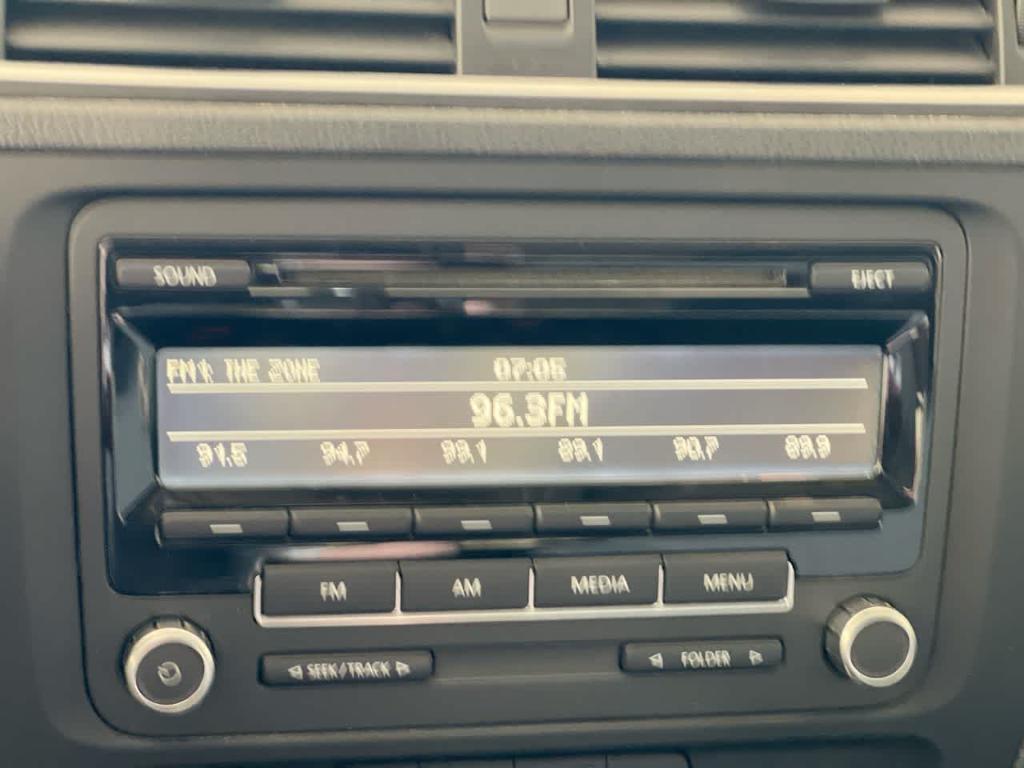 SOUND EJECT
FM1: THE ZONE 07:05
96.3FM
91.5 94.7 99.1 89.1 90.7 89.9
FM AM MEDIA MENU
SEEK/TRACK FOLDER